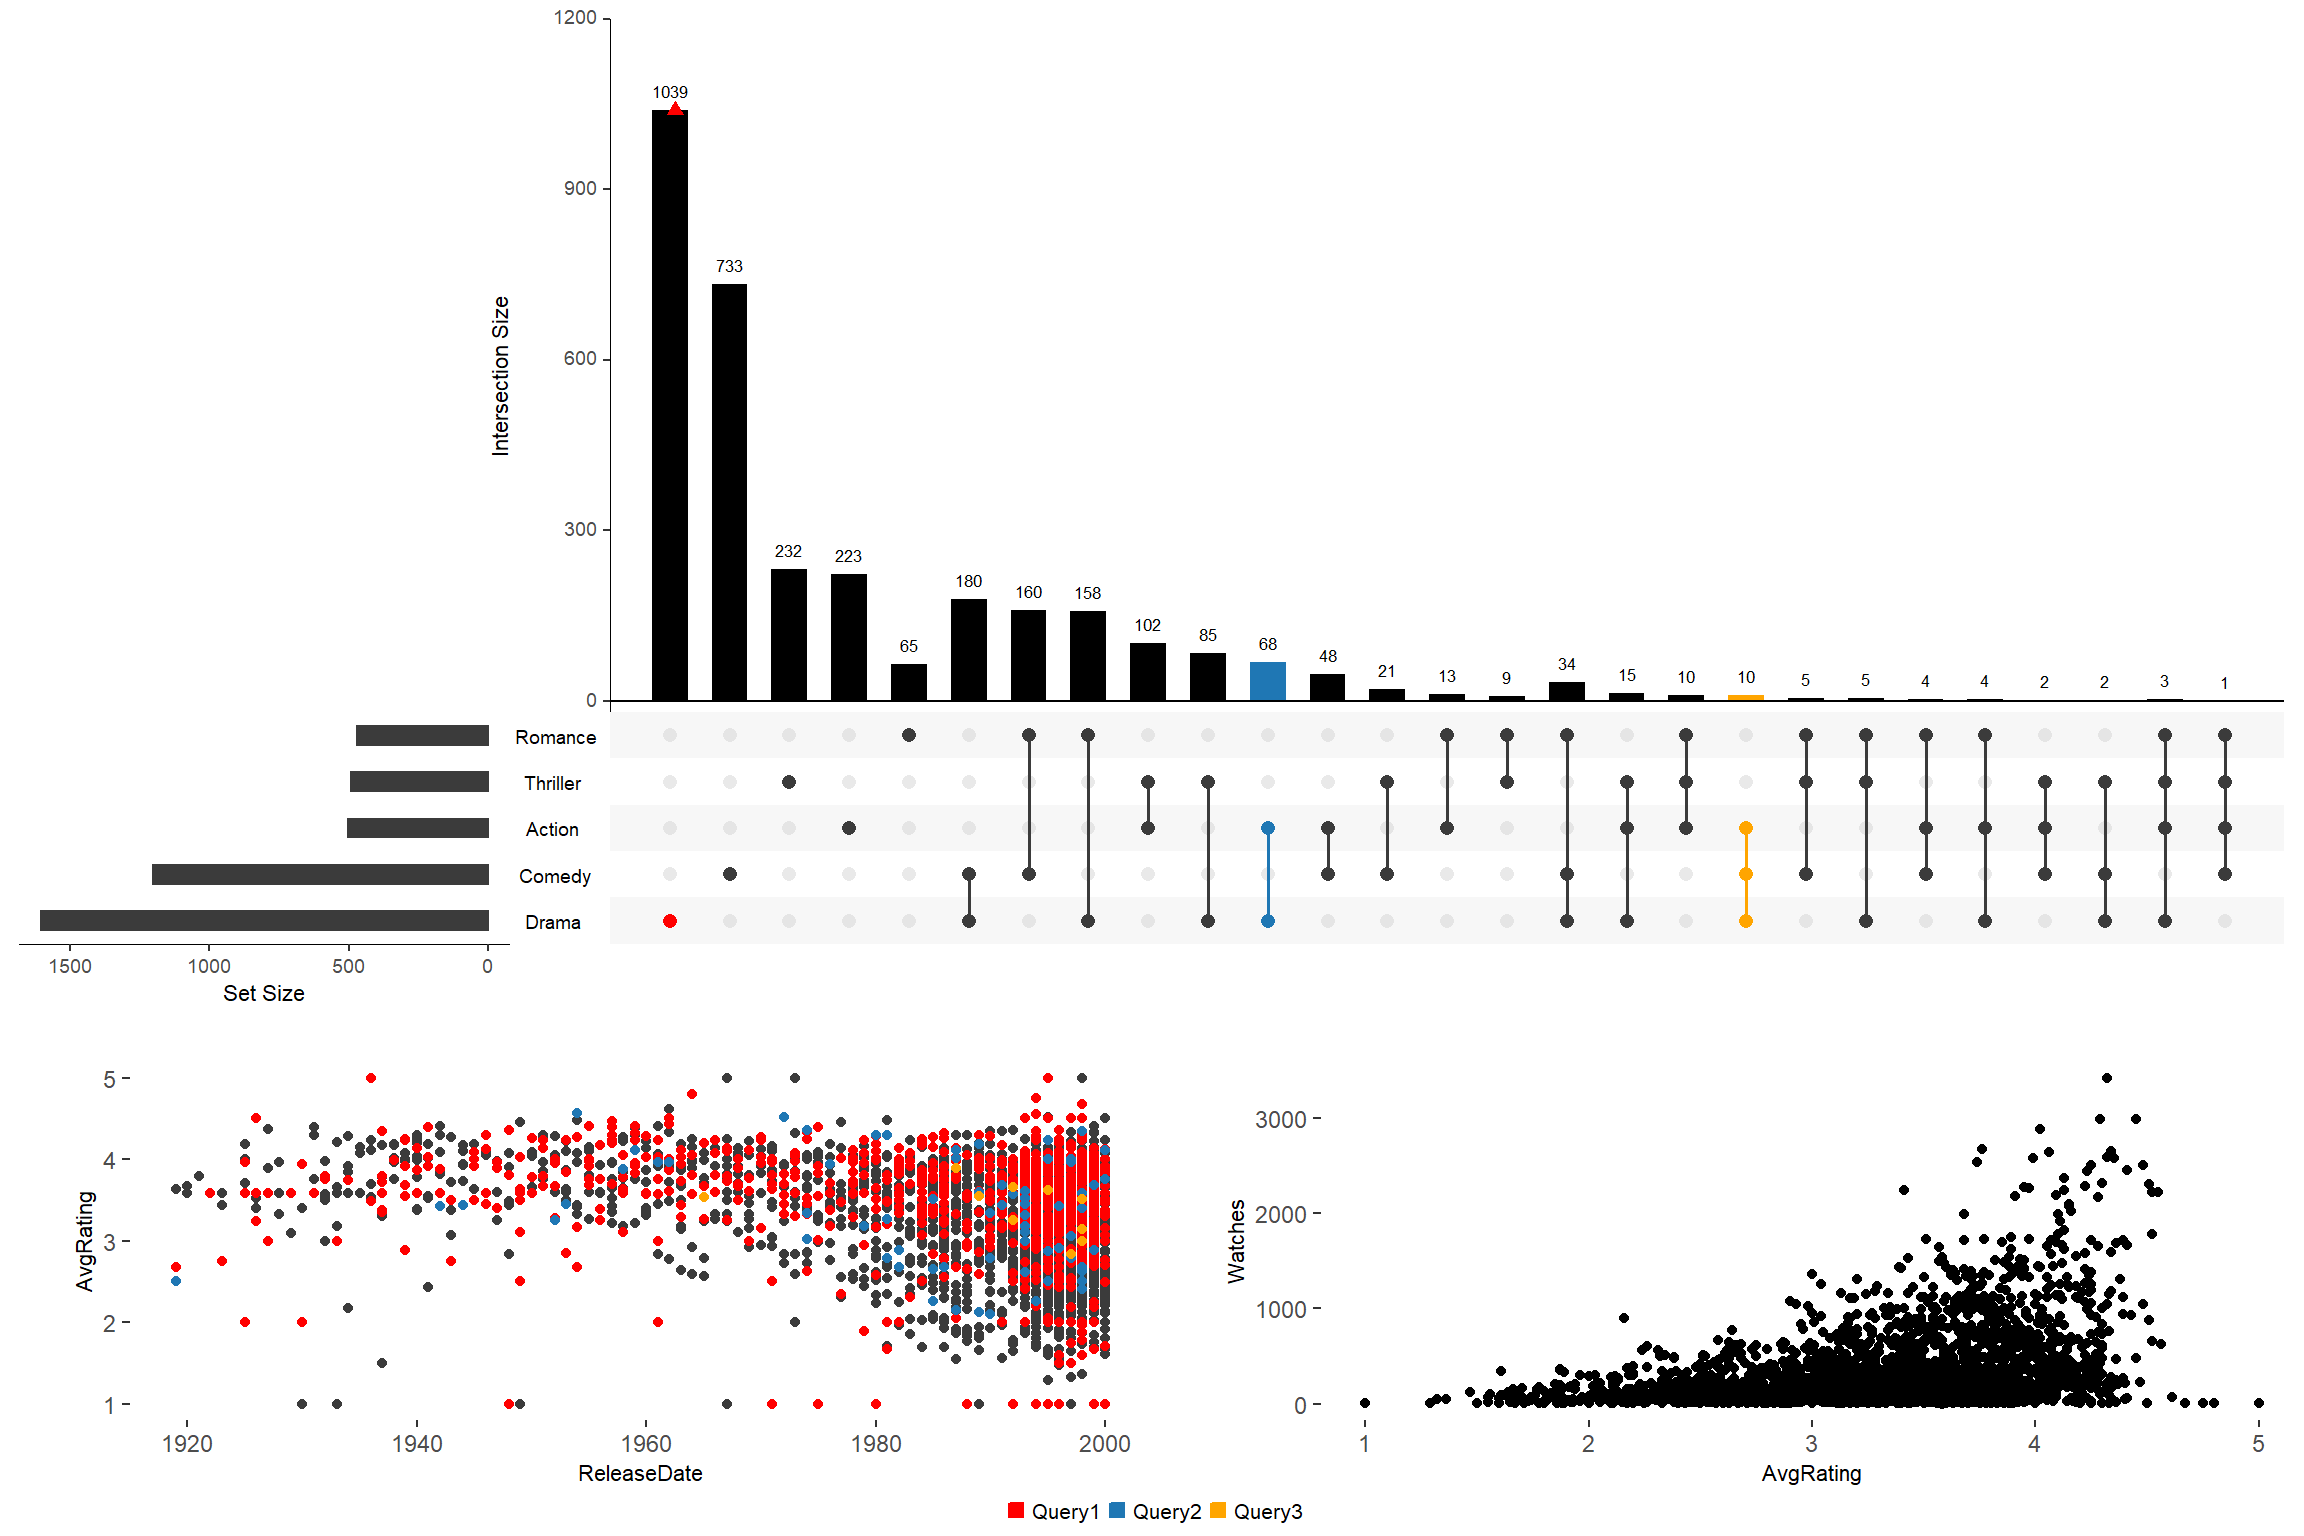 1200
900
600
300
0
Intersection Size
1039
733
232
223
65
180
160
158
102
85
68
48
21
13
9
34
15
10
10
5
5
4
4
2
2
3
1
Romance
Thriller
Action
Comedy
Drama
1500 1000 500 0
Set Size
5
4
3
2
1
AvgRating
1920 1940 1960 1980 2000
ReleaseDate
3000
2000
1000
0
Watches
1 2 3 4 5
AvgRating
Query1 Query2 Query3